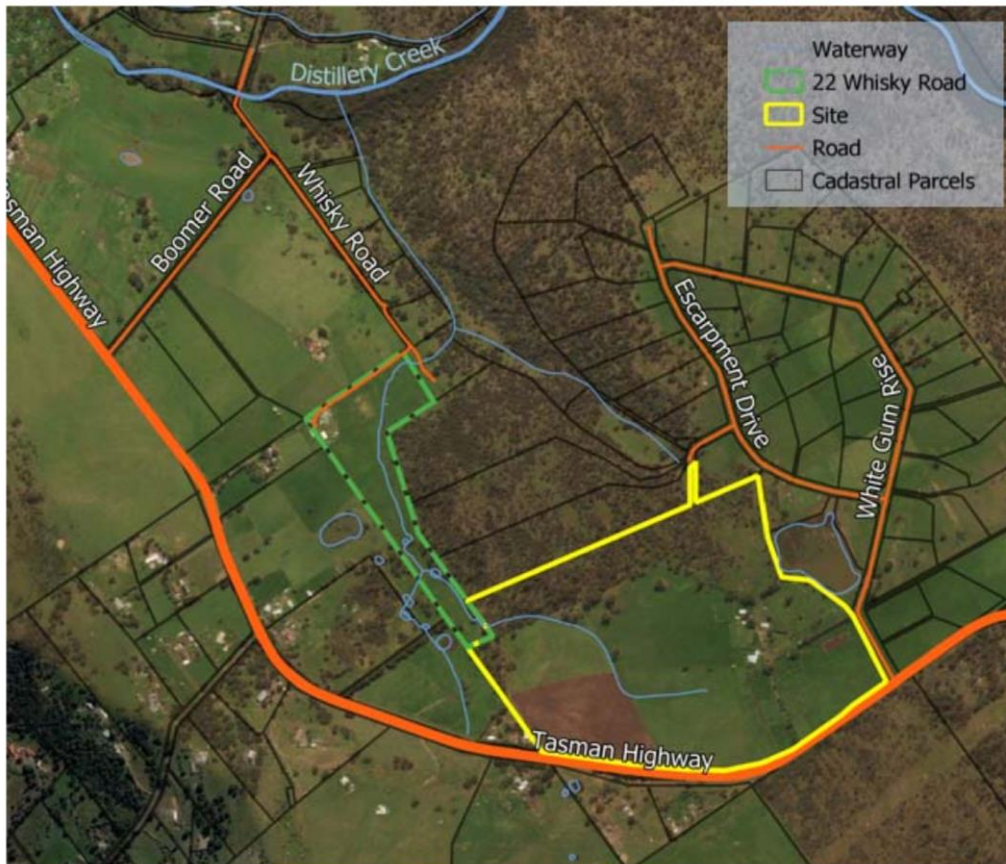 Waterway
22 Whisky Road
Site
Road
Cadastral Parcels
Distillery Creek
Boomer Road
Whisky Road
Tasman Highway
Escarpment Drive
White Gum Rise
Tasman Highway